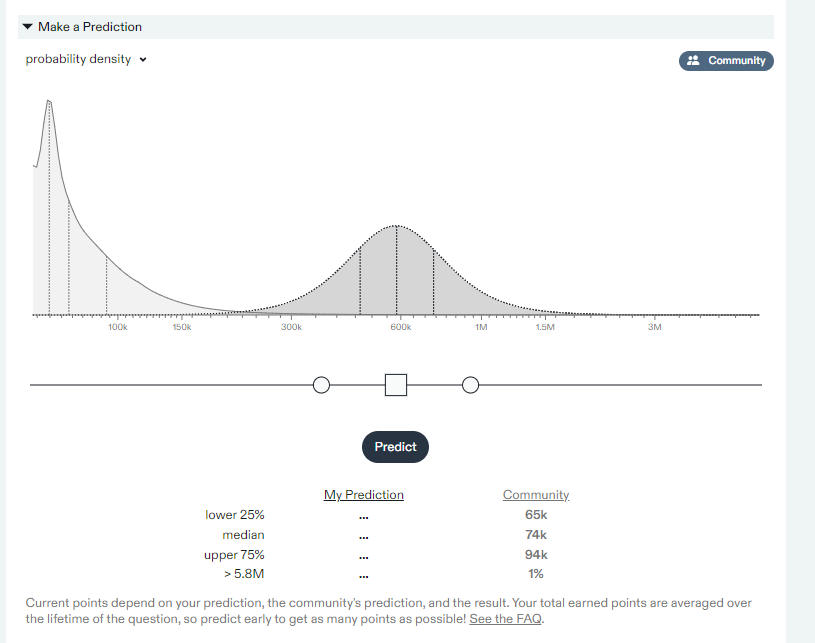 Make a Prediction
probability density
Community
100k 150k 300k 600k 1M 1.5M 3M
Predict
My Prediction Community
lower 25% ... 65k
median ... 74k
upper 75% ... 94k
> 5.8M ... 1%
Current points depend on your prediction, the community's prediction, and the result. Your total earned points are averaged over
the lifetime of the question, so predict early to get as many points as possible! See the FAQ.